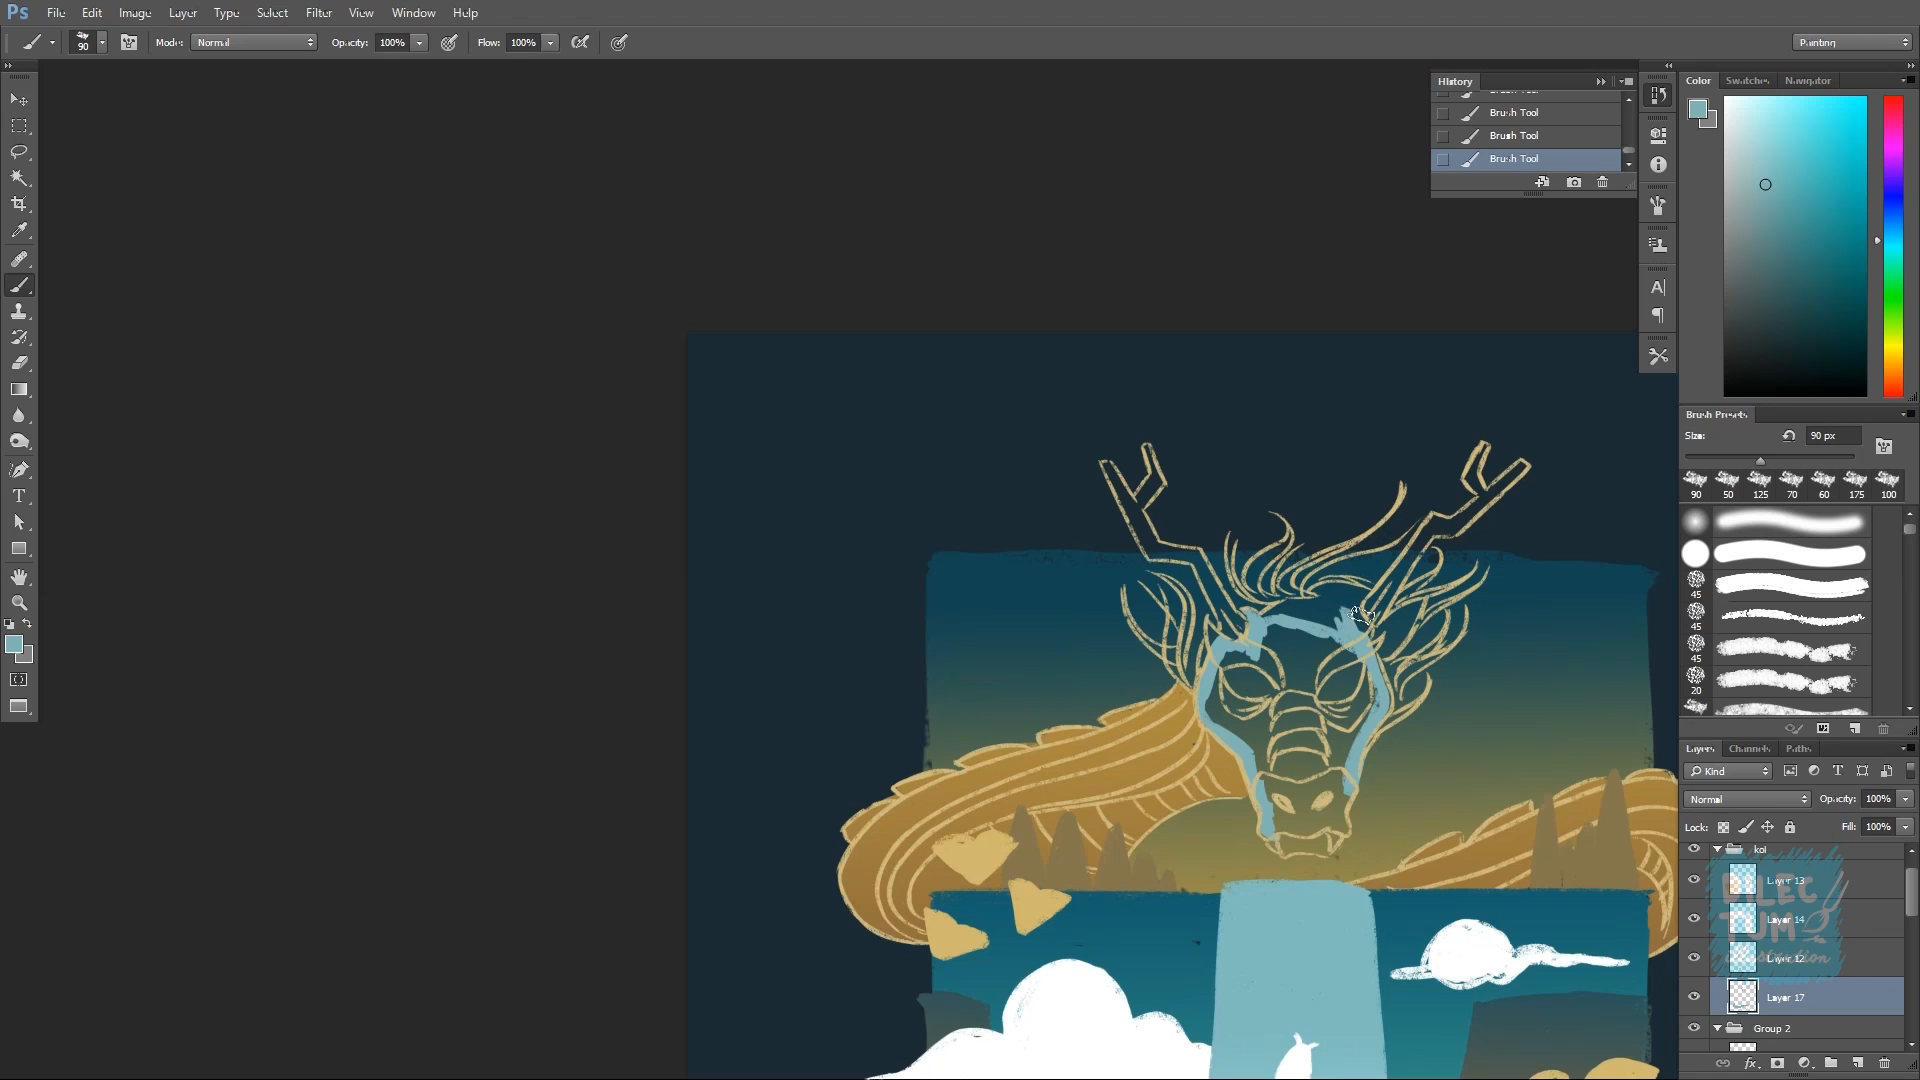 Ps File Edit Image Layer Type Select Filter View Window Help
90 Mode: Normal Opacity: 100% Flow: 100% Painting
History
Brush Tool
Brush Tool
Brush Tool
Color Swatches Navigator
Brush Presets
Size: 90 px
90 50 125 70 60 175 100
45
45
45
20
Layers Channels Paths
Kind
Normal Opacity: 100%
Lock: Fill: 100%
kol
Layer 13
Layer 14
Layer 12
Layer 17
Group 2
DILEC
TUM